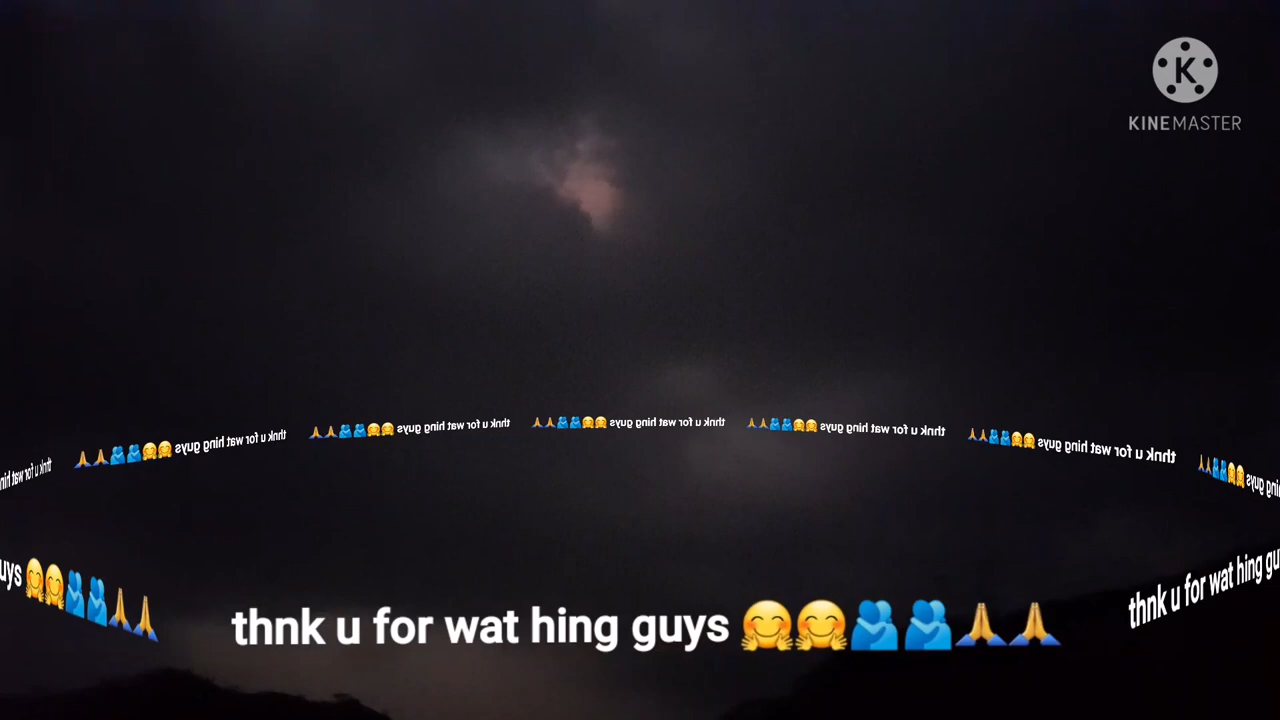 KINEMASTER
thnk u for wat hing guys 🤗🤗🫂🫂🙏🙏
thnk u for wat hing guys 🤗🤗🫂🫂🙏🙏
thnk u for wat hing guys 🤗🤗🫂🫂🙏🙏
thnk u for wat hing guys 🤗🤗🫂🫂🙏🙏
thnk u for wat hing guys 🤗🤗🫂🫂🙏🙏
thnk u for wat hin
guys 🤗🤗🫂🫂🙏🙏
uys 🤗🤗🫂🫂🙏🙏
thnk u for wat hing guys 🤗🤗🫂🫂🙏🙏
thnk u for wat hing gu